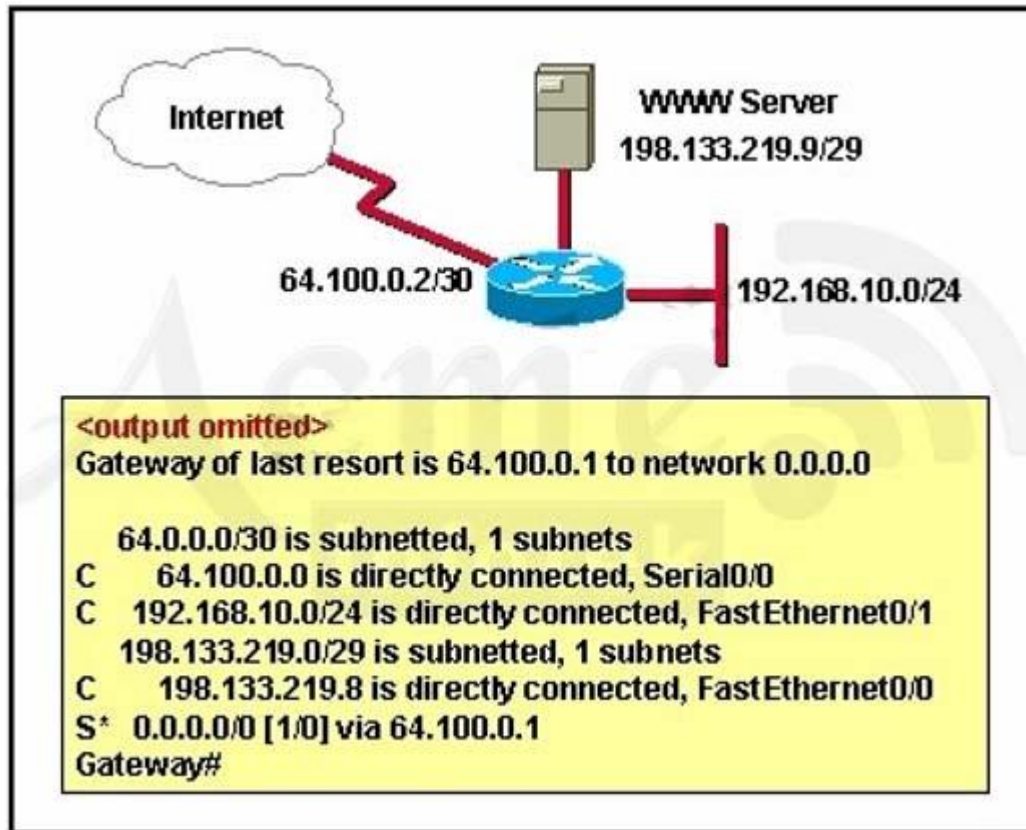 Internet
WWW Server
198.133.219.9/29
64.100.0.2/30
192.168.10.0/24
Acme
<output omitted>
Gateway of last resort is 64.100.0.1 to network 0.0.0.0
64.0.0.0/30 is subnetted, 1 subnets
C 64.100.0.0 is directly connected, Serial0/0
C 192.168.10.0/24 is directly connected, FastEthernet0/1
198.133.219.0/29 is subnetted, 1 subnets
C 198.133.219.8 is directly connected, FastEthernet0/0
S* 0.0.0.0/0 [1/0] via 64.100.0.1
Gateway#